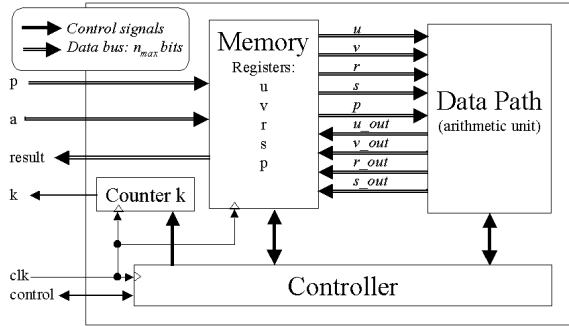 Control signals
Data bus: nmax bits
Memory
Registers:
u
v
r
s
p
u
v
r
s
p
u_out
v_out
r_out
s_out
Data Path
(arithmetic unit)
p
a
result
k
Counter k
clk
control
Controller